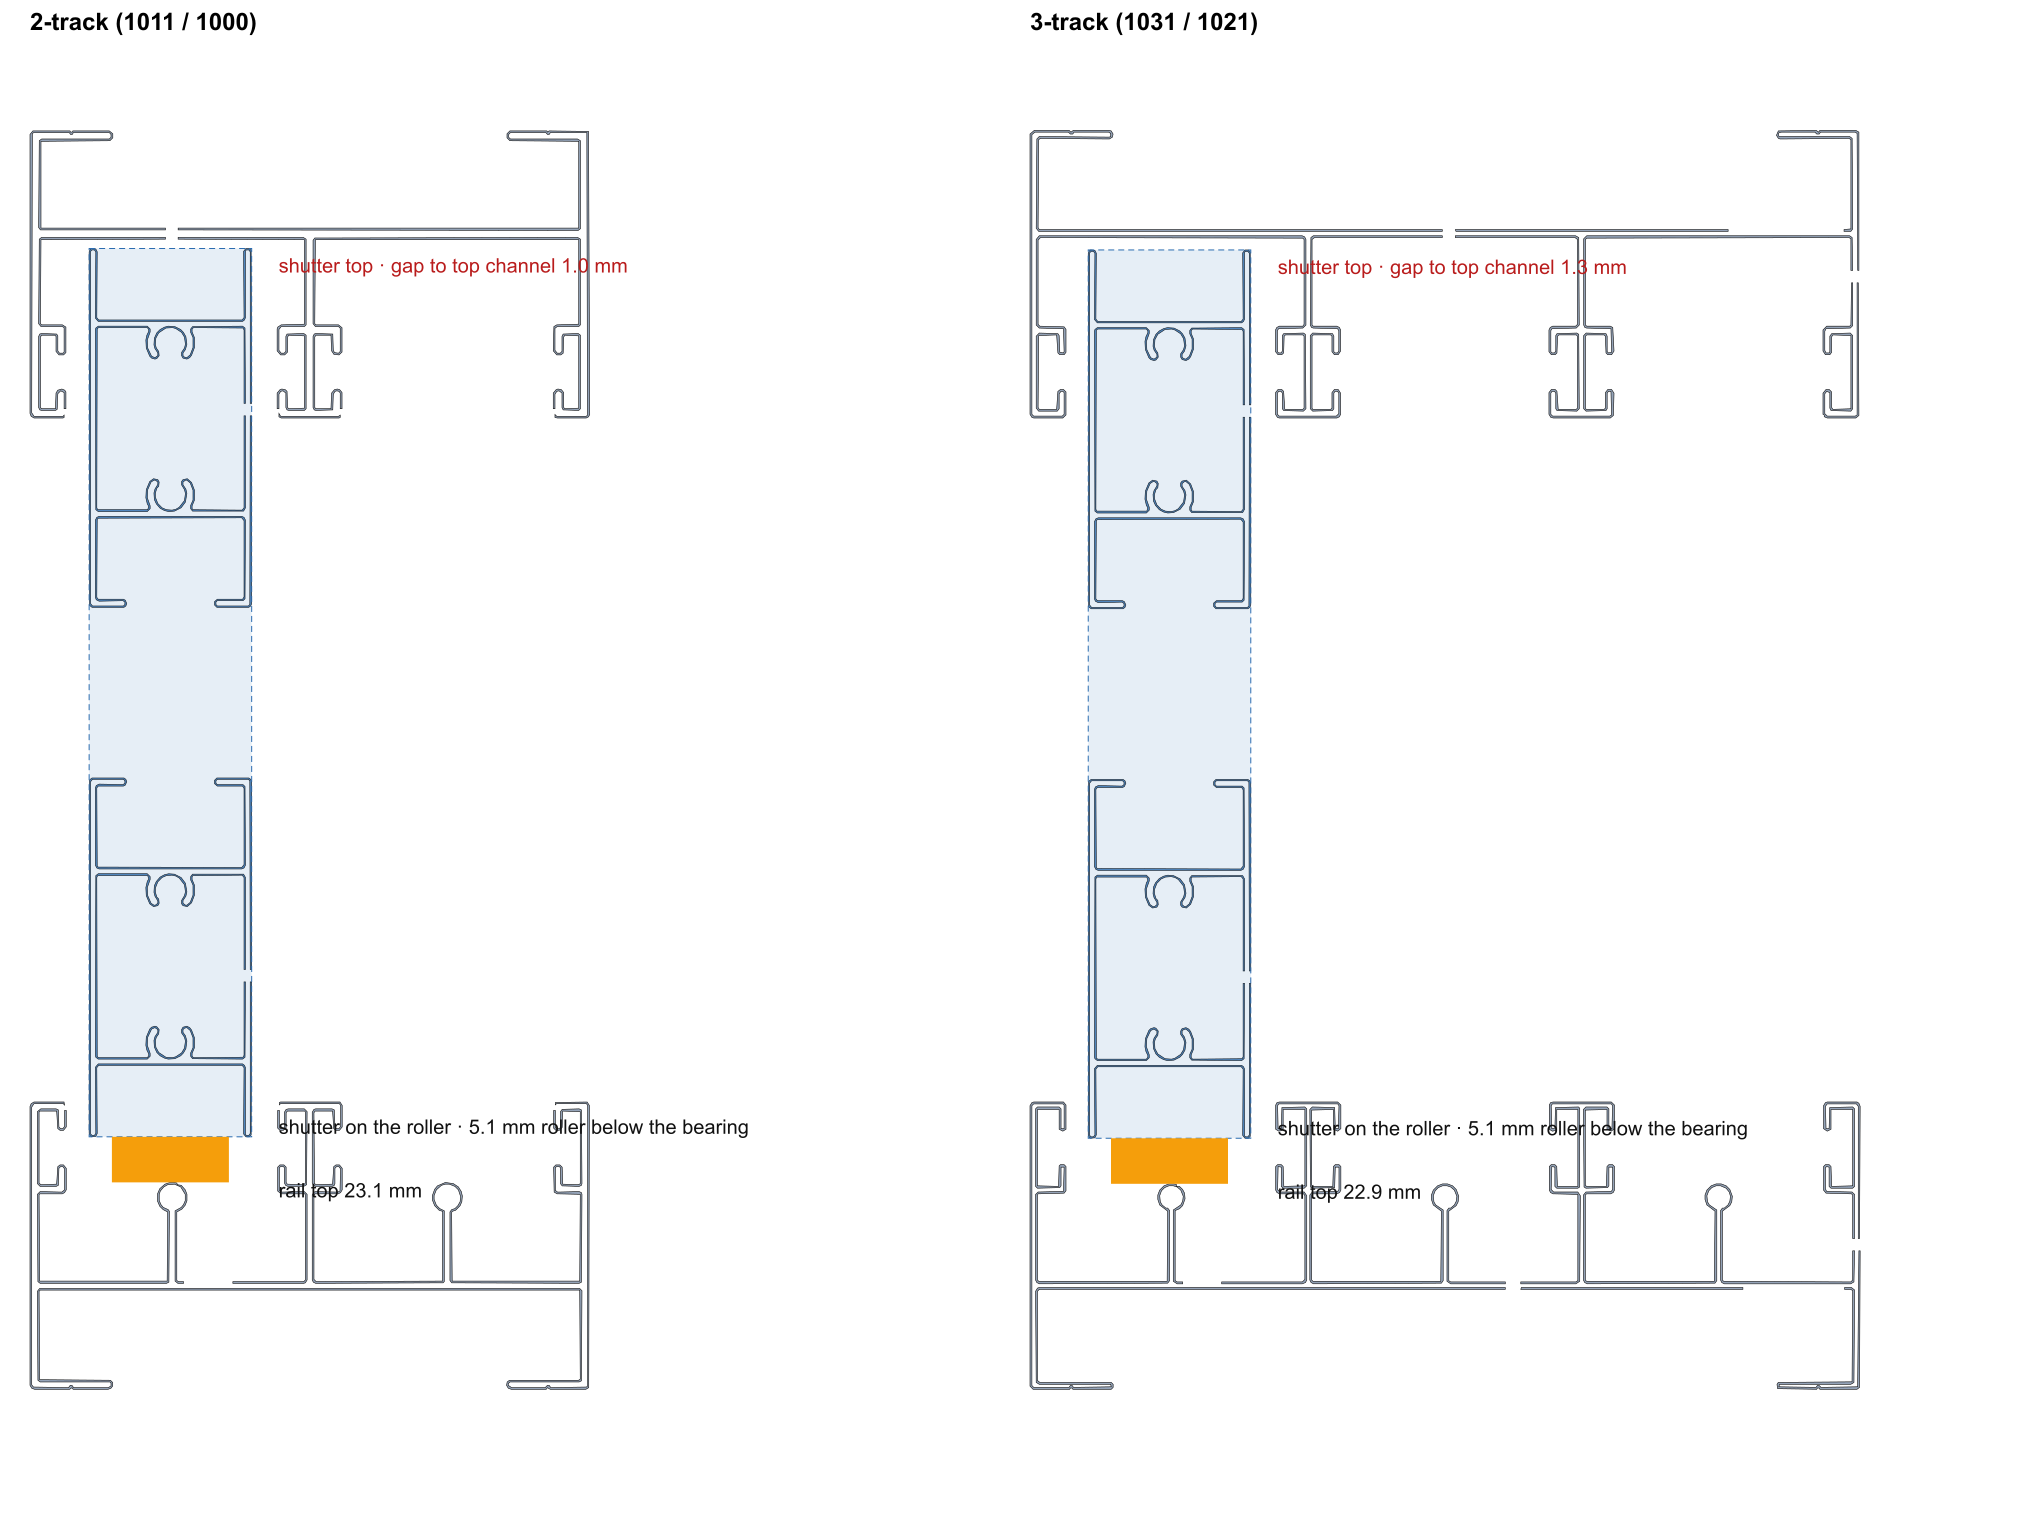 2-track (1011 / 1000)
3-track (1031 / 1021)
shutter top · gap to top channel 1.0 mm
shutter top · gap to top channel 1.3 mm
shutter on the roller · 5.1 mm roller below the bearing
shutter on the roller · 5.1 mm roller below the bearing
rail top 23.1 mm
rail top 22.9 mm